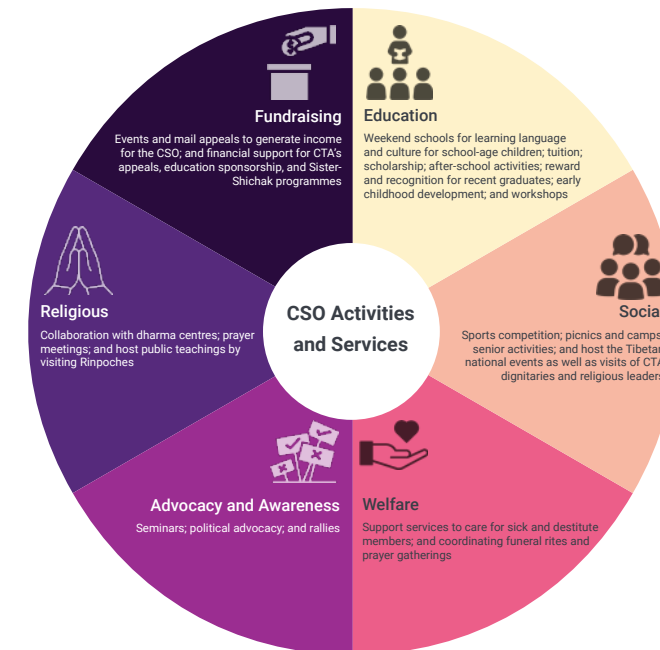 Fundraising
Events and mail appeals to generate income
for the CSO; and financial support for CTA's
appeals, education sponsorship, and Sister-
Shichak programmes
Education
Weekend schools for learning language
and culture for school-age children; tuition;
scholarship; after-school activities; reward
and recognition for recent graduates; early
childhood development; and workshops
Religious
Collaboration with dharma centres; prayer
meetings; and host public teachings by
visiting Rinpoches
CSO Activities
and Services
Socia
Sports competition; picnics and camps
senior activities; and host the Tibetan
national events as well as visits of CTA
dignitaries and religious leaders
Advocacy and Awareness
Seminars; political advocacy; and rallies
Welfare
Support services to care for sick and destitute
members; and coordinating funeral rites and
prayer gatherings